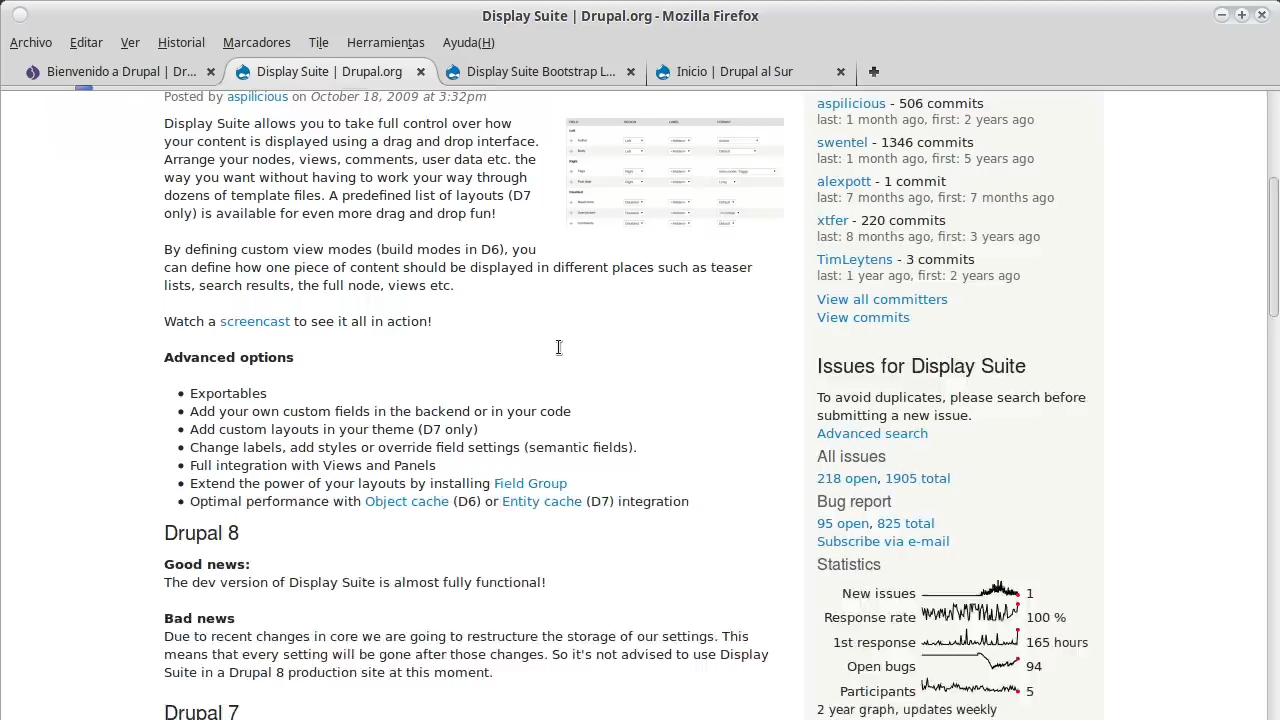 Display Suite | Drupal.org - Mozilla Firefox
Archivo Editar Ver Historial Marcadores Tile Herramientas Ayuda(H)
Bienvenido a Drupal | Dr... Display Suite | Drupal.org Display Suite Bootstrap L... Inicio | Drupal al Sur
Posted by aspilicious on October 18, 2009 at 3:32pm
Display Suite allows you to take full control over how
your content is displayed using a drag and drop interface.
Arrange your nodes, views, comments, user data etc. the
way you want without having to work your way through
dozens of template files. A predefined list of layouts (D7
only) is available for even more drag and drop fun!
By defining custom view modes (build modes in D6), you
can define how one piece of content should be displayed in different places such as teaser
lists, search results, the full node, views etc.
Watch a screencast to see it all in action!
Advanced options
Exportables
Add your own custom fields in the backend or in your code
Add custom layouts in your theme (D7 only)
Change labels, add styles or override field settings (semantic fields).
Full integration with Views and Panels
Extend the power of your layouts by installing Field Group
Optimal performance with Object cache (D6) or Entity cache (D7) integration
Drupal 8
Good news:
The dev version of Display Suite is almost fully functional!
Bad news
Due to recent changes in core we are going to restructure the storage of our settings. This
means that every setting will be gone after those changes. So it's not advised to use Display
Suite in a Drupal 8 production site at this moment.
Drupal 7
aspilicious - 506 commits
last: 1 month ago, first: 2 years ago
swentel - 1346 commits
last: 1 month ago, first: 5 years ago
alexpott - 1 commit
last: 7 months ago, first: 7 months ago
xtfer - 220 commits
last: 8 months ago, first: 3 years ago
TimLeytens - 3 commits
last: 1 year ago, first: 2 years ago
View all committers
View commits
Issues for Display Suite
To avoid duplicates, please search before
submitting a new issue.
Advanced search
All issues
218 open, 1905 total
Bug report
95 open, 825 total
Subscribe via e-mail
Statistics
New issues 1
Response rate 100 %
1st response 165 hours
Open bugs 94
Participants 5
2 year graph, updates weekly